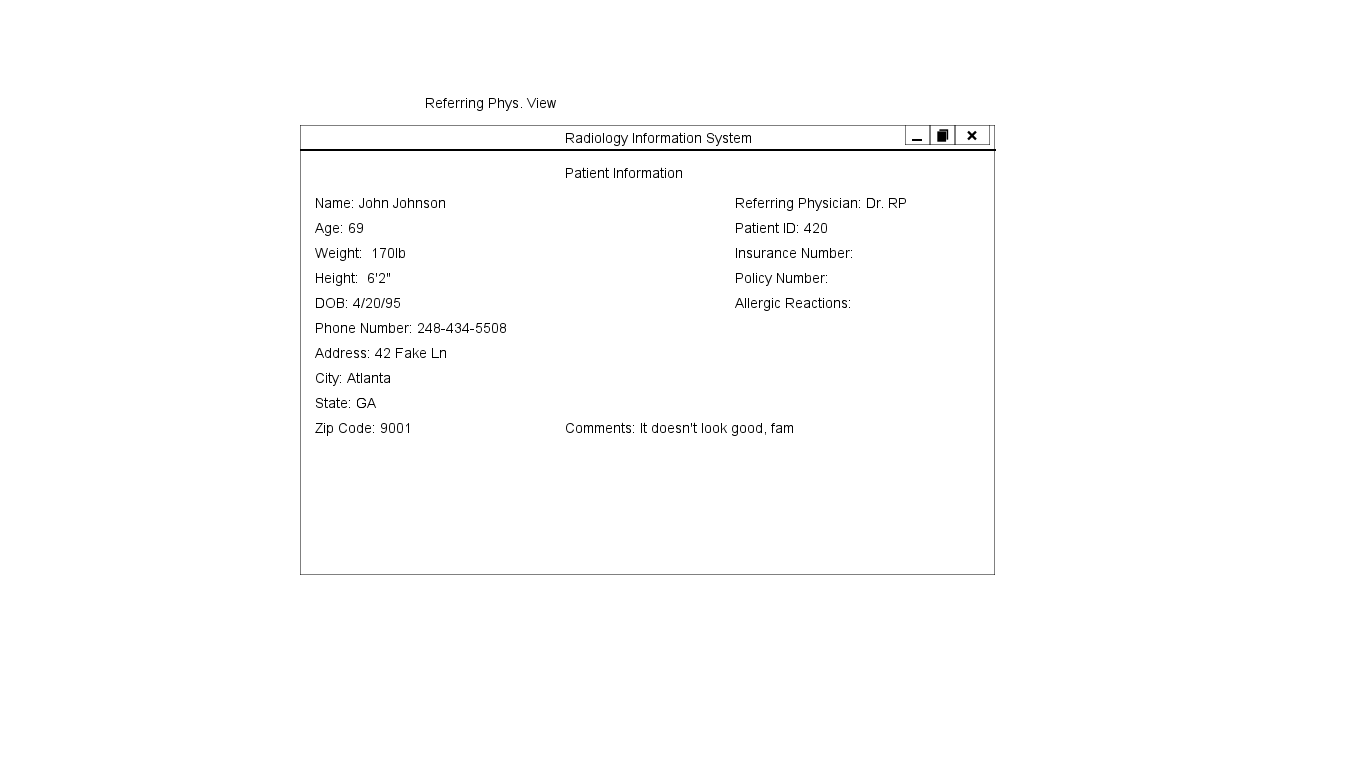 Referring Phys. View
Radiology Information System
Patient Information
Name: John Johnson
Referring Physician: Dr. RP
Age: 69
Patient ID: 420
Weight:  170lb
Insurance Number:
Height:  6'2"
Policy Number:
DOB: 4/20/95
Allergic Reactions:
Phone Number: 248-434-5508
Address: 42 Fake Ln
City: Atlanta
State: GA
Zip Code: 9001
Comments: It doesn't look good, fam